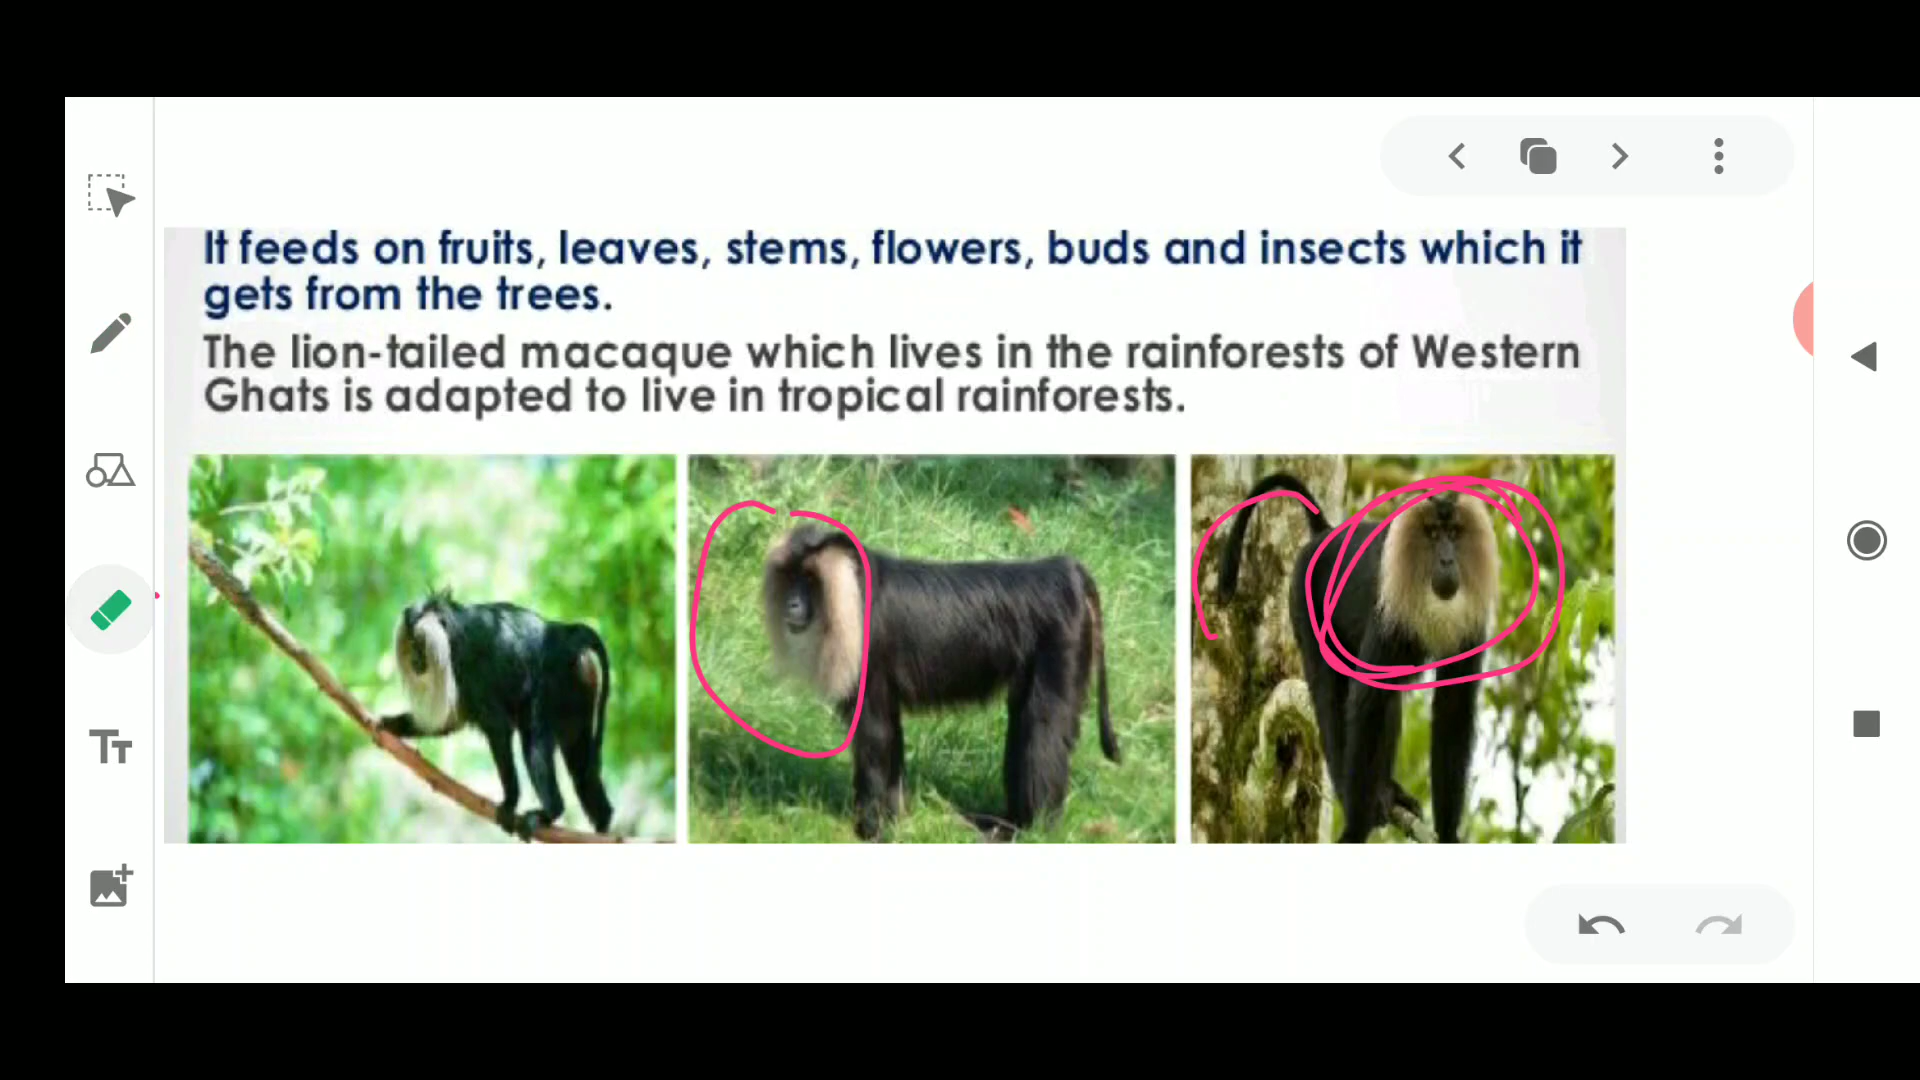 It feeds on fruits, leaves, stems, flowers, buds and insects which it
gets from the trees.
The lion-tailed macaque which lives in the rainforests of Western
Ghats is adapted to live in tropical rainforests.